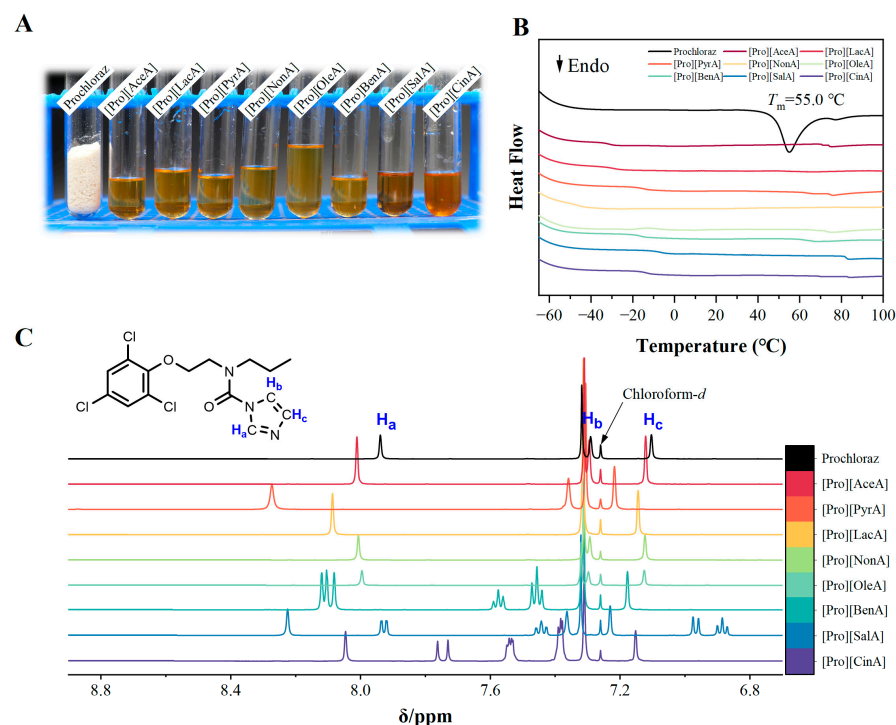 A
Prochloraz
[Pro][AceA]
[Pro][LacA]
[Pro][PyrA]
[Pro][NonA]
[Pro][OleA]
[Pro][BenA]
[Pro][SalA]
[Pro][CinA]
B
Prochloraz [Pro][AceA] [Pro][LacA]
[Pro][PyrA] [Pro][NonA] [Pro][OleA]
[Pro][BenA] [Pro][SalA] [Pro][CinA]
Endo
Tm=55.0 ℃
Heat Flow
−60 −40 −20 0 20 40 60 80 100
Temperature (℃)
C
Cl
O
N
Hb
Cl
Cl
O
N
Hc
Ha
N
Chloroform-d
Ha
Hb
Hc
Prochloraz
[Pro][AceA]
[Pro][PyrA]
[Pro][LacA]
[Pro][NonA]
[Pro][OleA]
[Pro][BenA]
[Pro][SalA]
[Pro][CinA]
8.8 8.4 8.0 7.6 7.2 6.8
δ/ppm